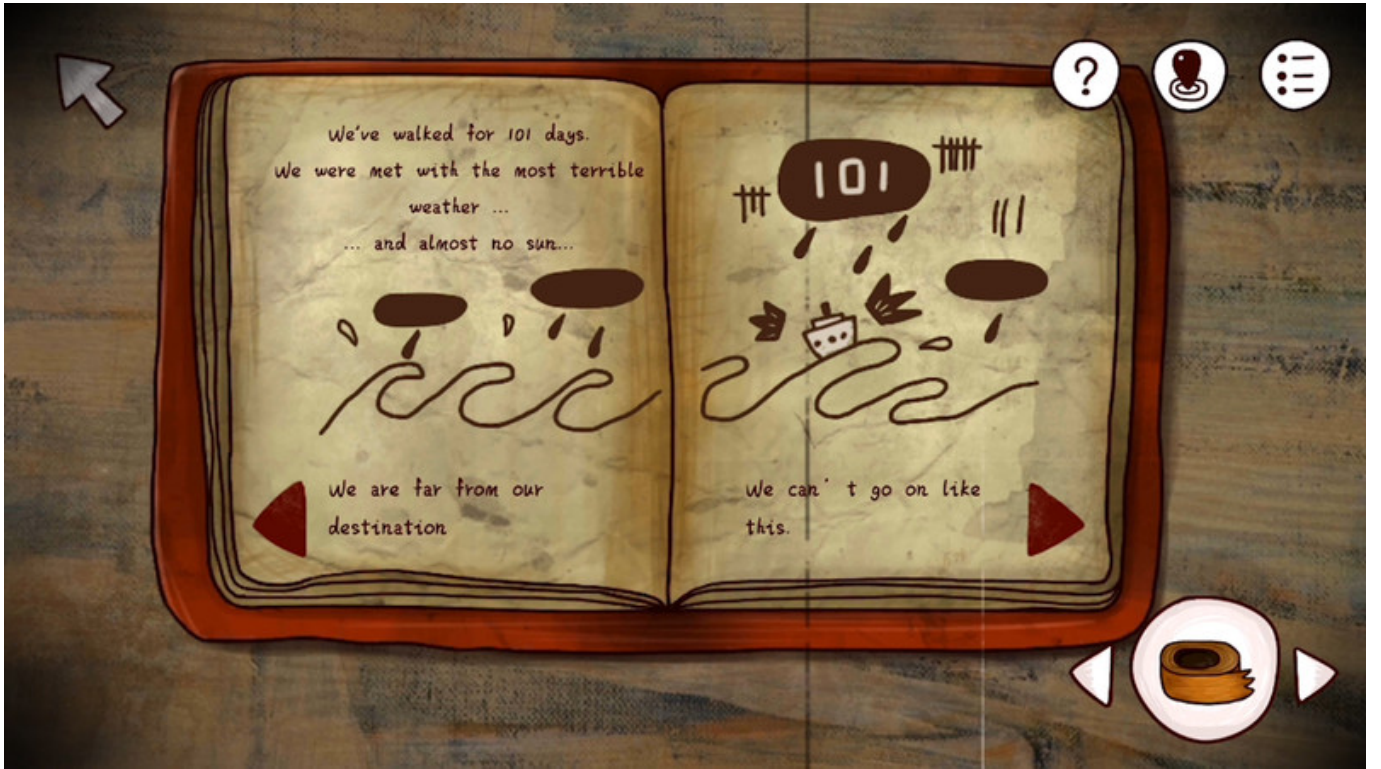 We've walked for 101 days.
We were met with the most terrible
weather ...
... and almost no sun...
101
We are far from our
destination
We can' t go on like
this.
?